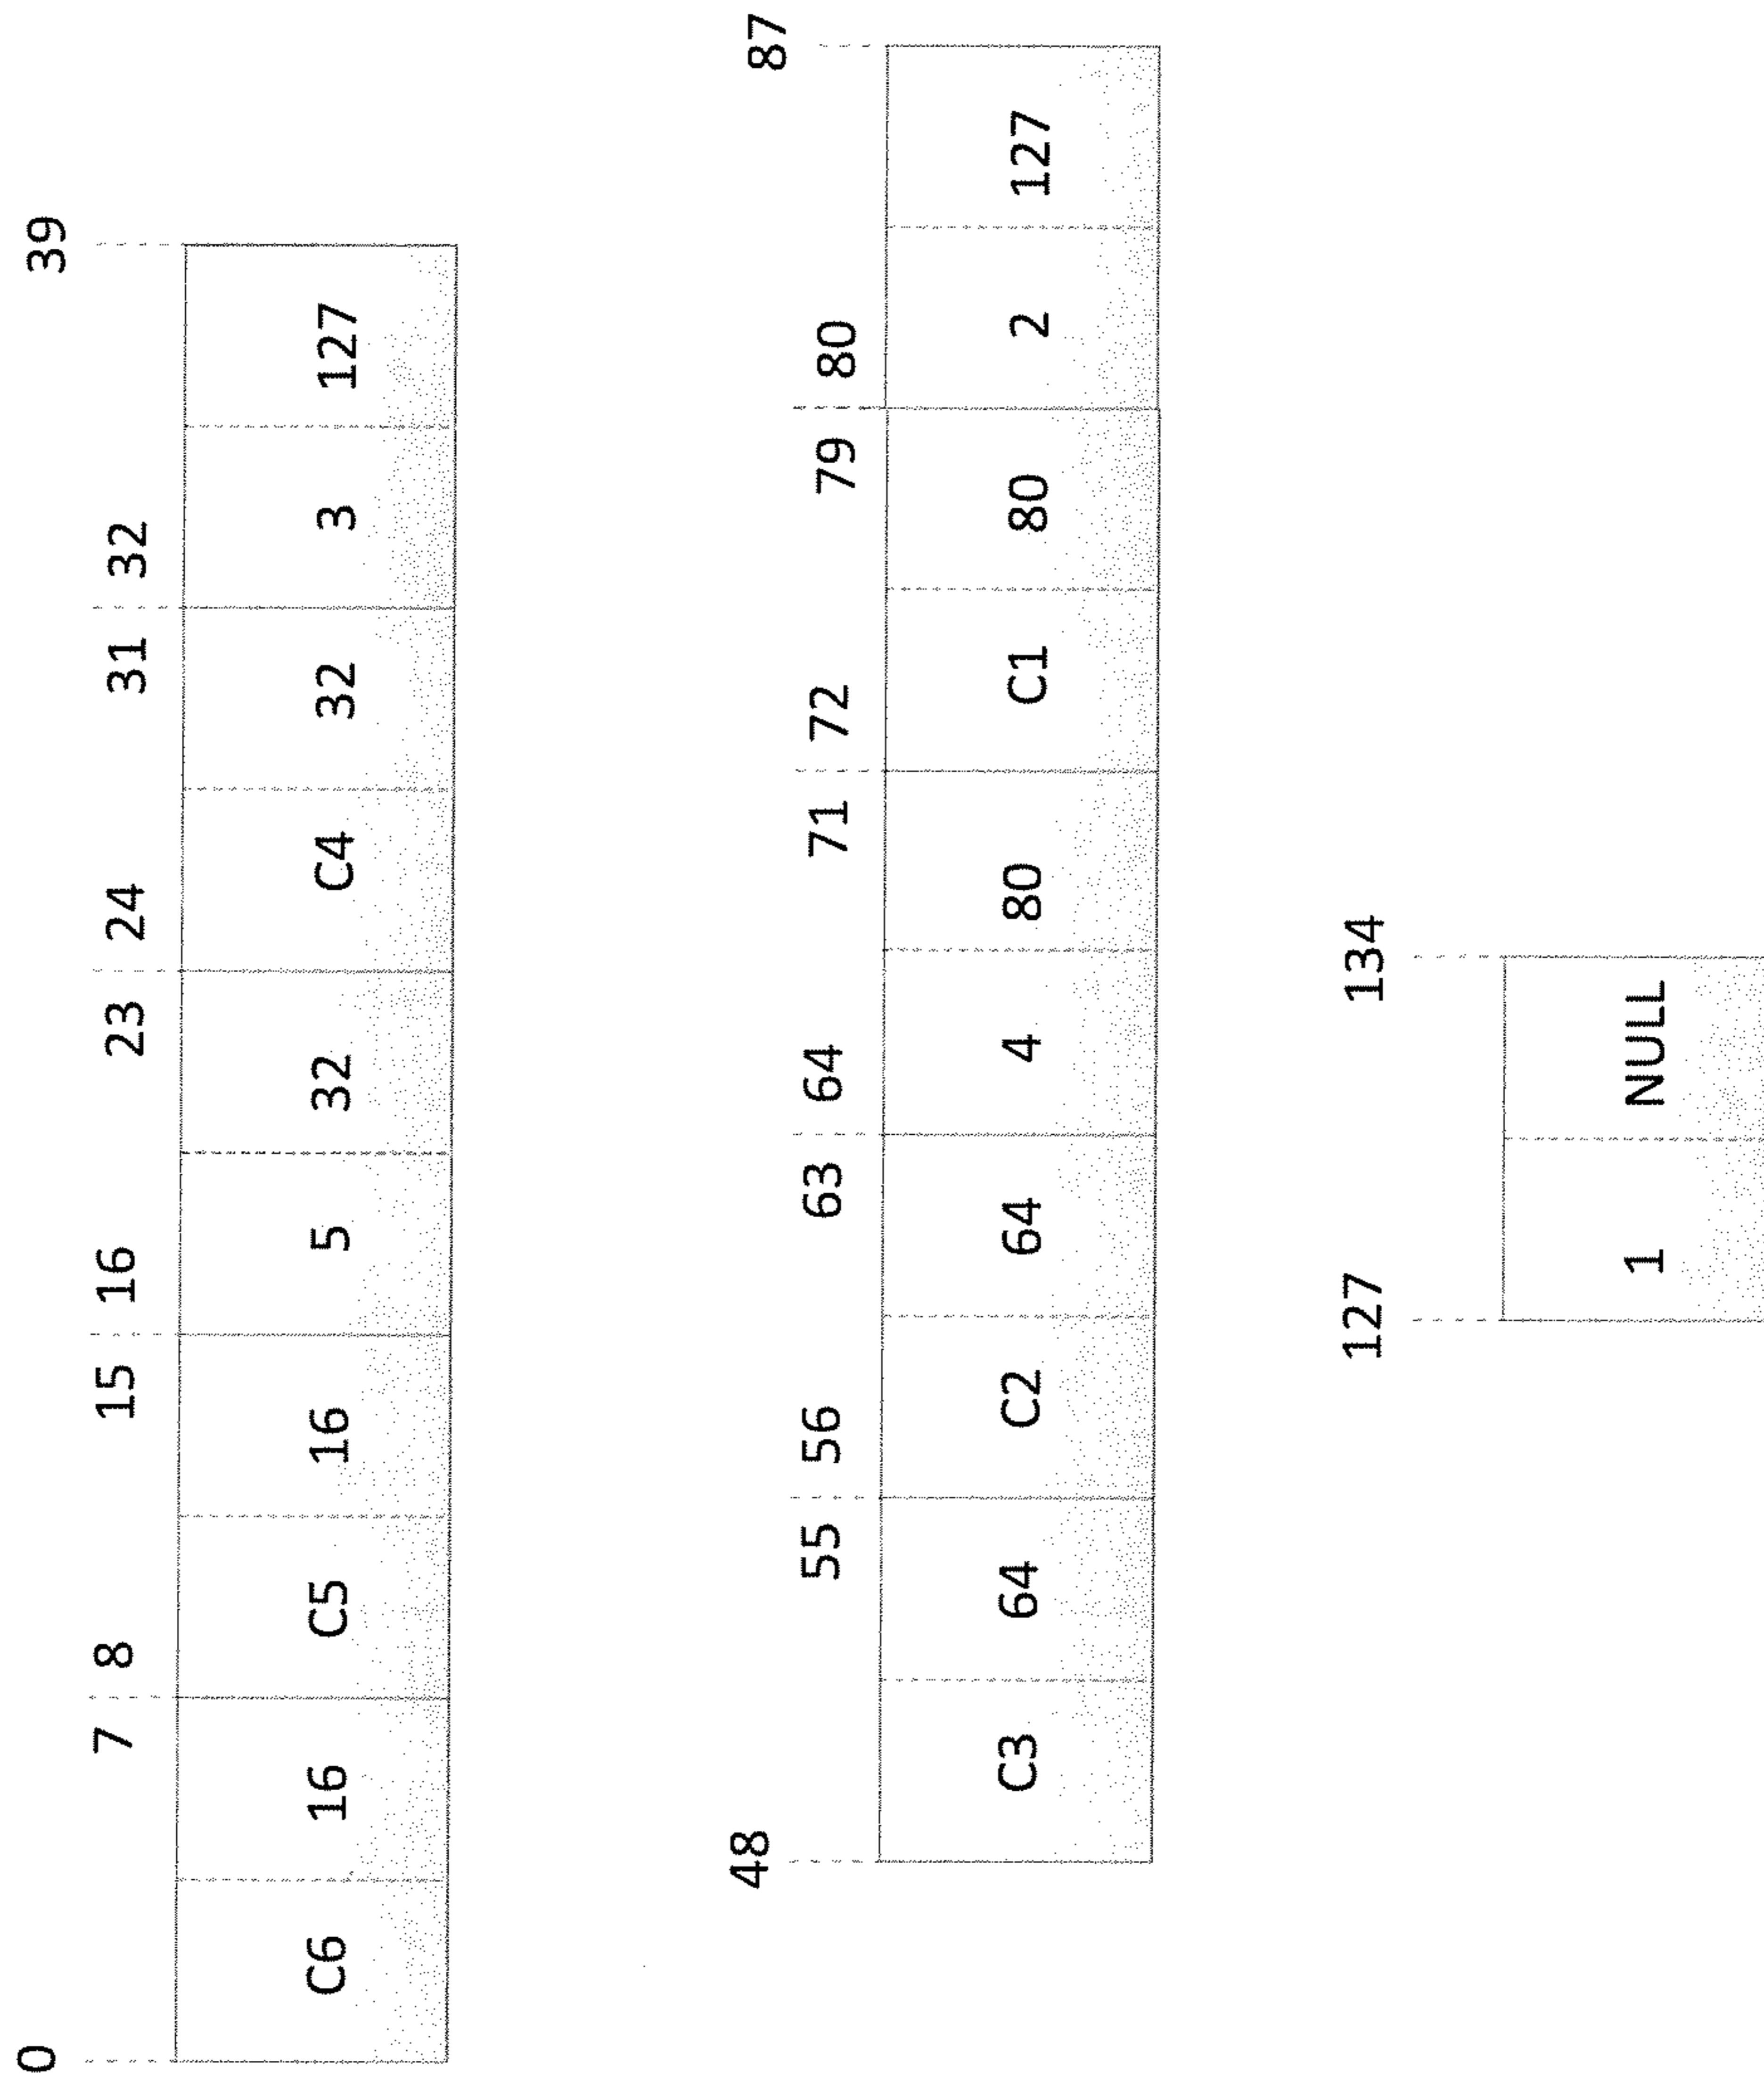 0 39
7 8 15 16 23 24 31 32
C6 16 C5 16 5 32 C4 32 3 127
48 87
55 56 63 64 71 72 79 80
C3 64 C2 64 4 80 C1 80 2 127
127 134
1 NULL